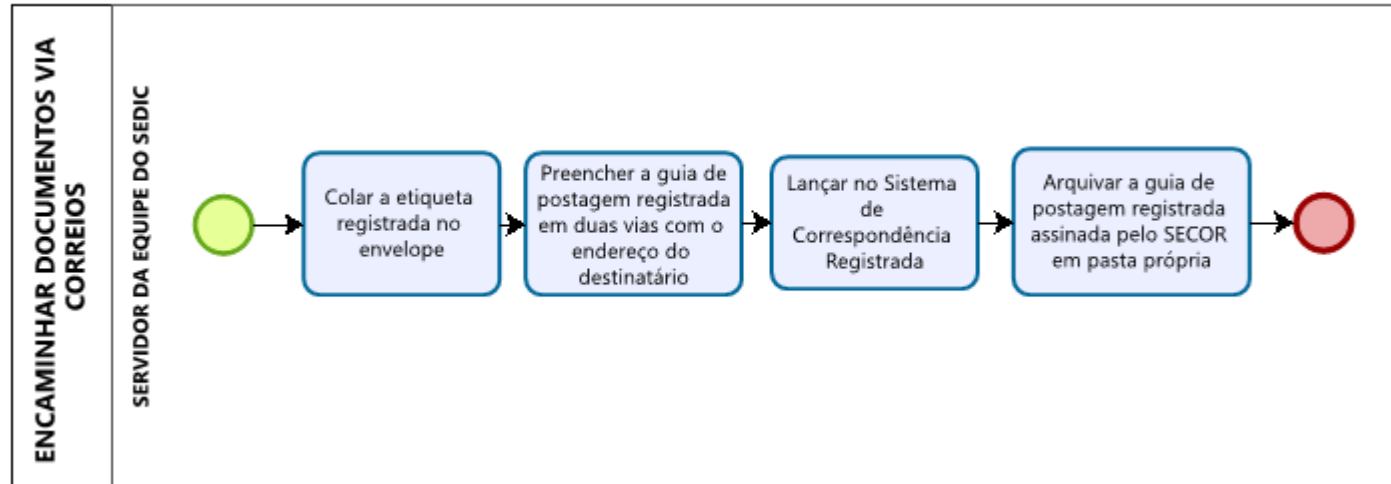 ENCAMINHAR DOCUMENTOS VIA
CORREIOS
SERVIDOR DA EQUIPE DO SEDIC
Colar a etiqueta
registrada no
envelope
Preencher a guia de
postagem registrada
em duas vias com o
endereço do
destinatário
Lançar no Sistema
de
Correspondência
Registrada
Arquivar a guia de
postagem registrada
assinada pelo SECOR
em pasta própria